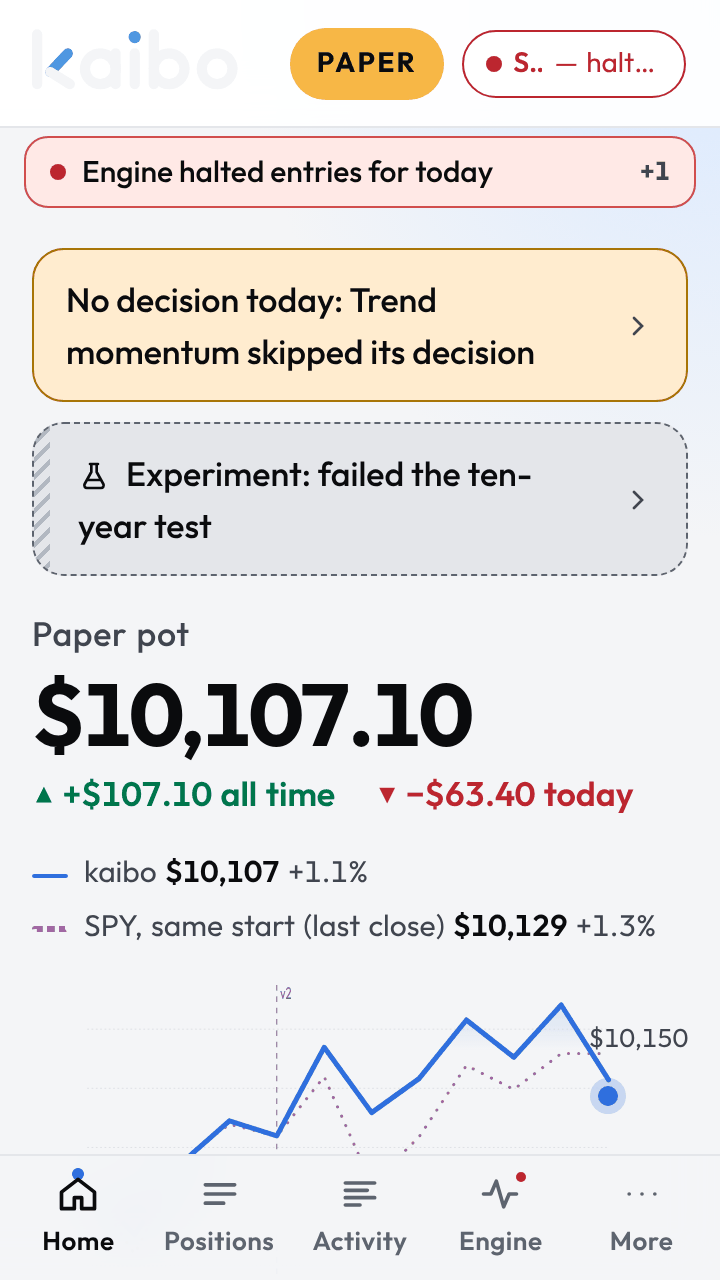 kaibo
PAPER
S.. — halt...
Engine halted entries for today +1
No decision today: Trend
momentum skipped its decision
Experiment: failed the ten-
year test
Paper pot
$10,107.10
▲ +$107.10 all time ▼ −$63.40 today
kaibo $10,107 +1.1%
SPY, same start (last close) $10,129 +1.3%
v2
$10,150
Home Positions Activity Engine More